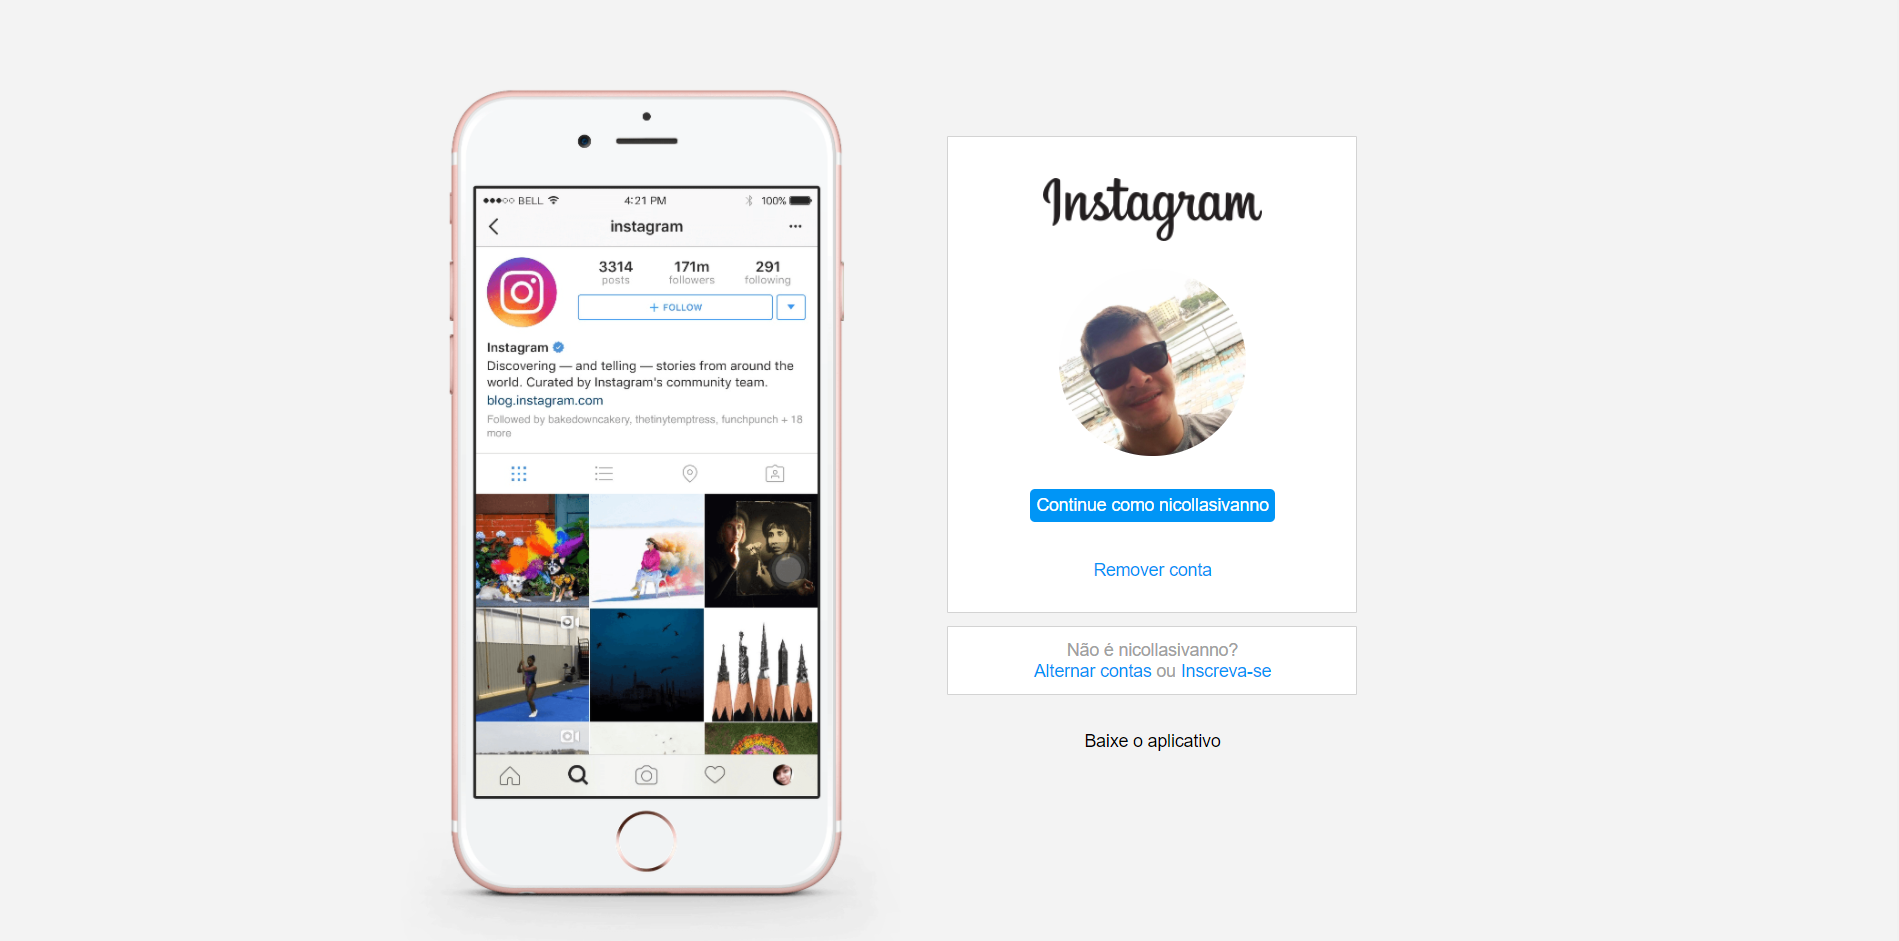 BELL 4:21 PM 100%
instagram
3314 171m 291
posts followers following
+ FOLLOW
Instagram
Discovering — and telling — stories from around the
world. Curated by Instagram's community team.
blog.instagram.com
Followed by bakedowncakery, thetinytemptress, funchpunch + 18
more
Instagram
Continue como nicollasivanno
Remover conta
Não é nicollasivanno?
Alternar contas ou Inscreva-se
Baixe o aplicativo